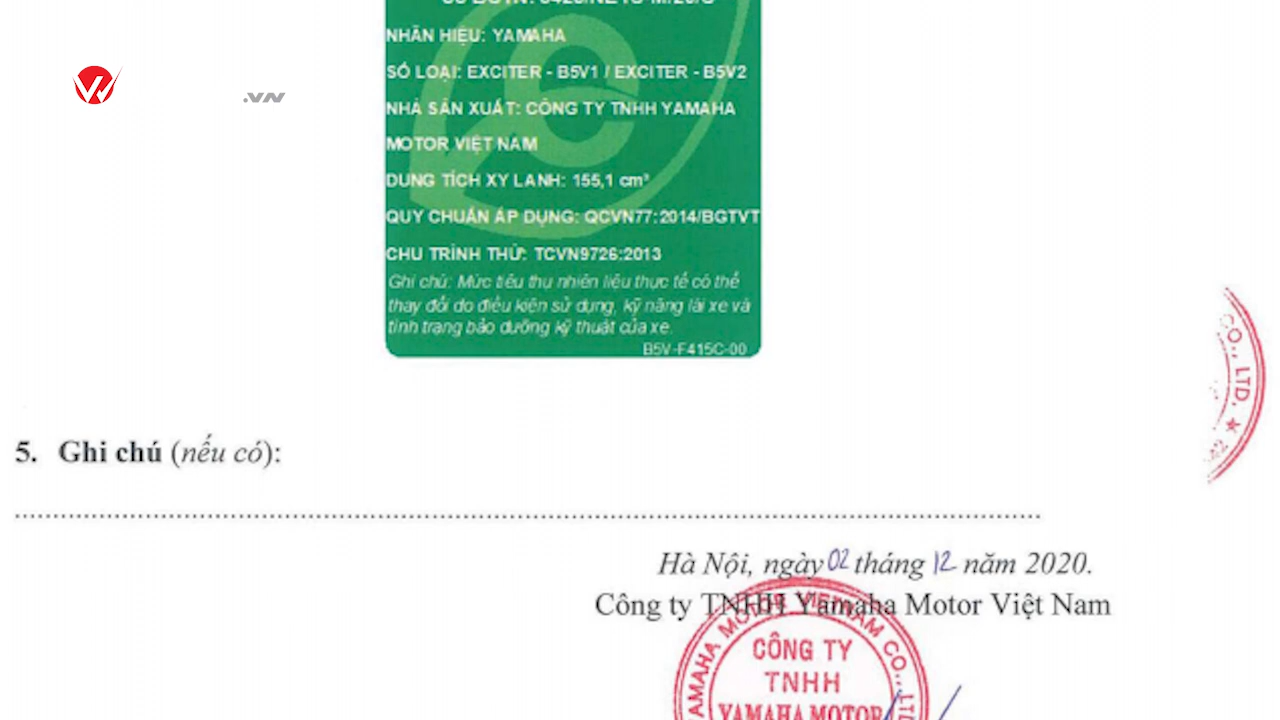 .VN
NHÃN HIỆU: YAMAHA
SỐ LOẠI: EXCITER - B5V1 / EXCITER - B5V2
NHÀ SẢN XUẤT: CÔNG TY TNHH YAMAHA
MOTOR VIỆT NAM
DUNG TÍCH XY LANH: 155,1 cm³
QUY CHUẨN ÁP DỤNG: QCVN77:2014/BGTVT
CHU TRÌNH THỬ: TCVN9726:2013
Ghi chú: Mức tiêu thụ nhiên liệu thực tế có thể
thay đổi do điều kiện sử dụng, kỹ năng lái xe và
tình trạng bảo dưỡng kỹ thuật của xe.
B5V-F415C-00
CO., LTD. ★
5. Ghi chú (nếu có):
Hà Nội, ngày 02 tháng 12 năm 2020.
Công ty TNHH Yamaha Motor Việt Nam
YAMAHA MOTOR VIETNAM CO., LTD
CÔNG TY
TNHH
YAMAHA MOTOR